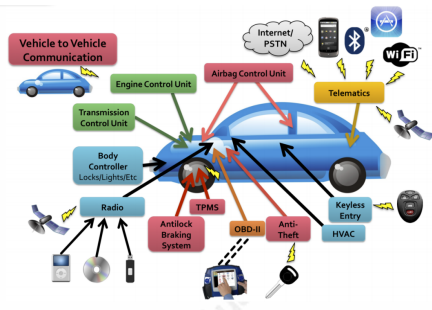 Vehicle to Vehicle
Communication
Internet/
PSTN
WiFi
Engine Control Unit
Airbag Control Unit
Telematics
Transmission
Control Unit
Body
Controller
Locks/Lights/Etc
Radio
TPMS
Antilock
Braking
System
OBD-II
Anti-
Theft
Keyless
Entry
HVAC